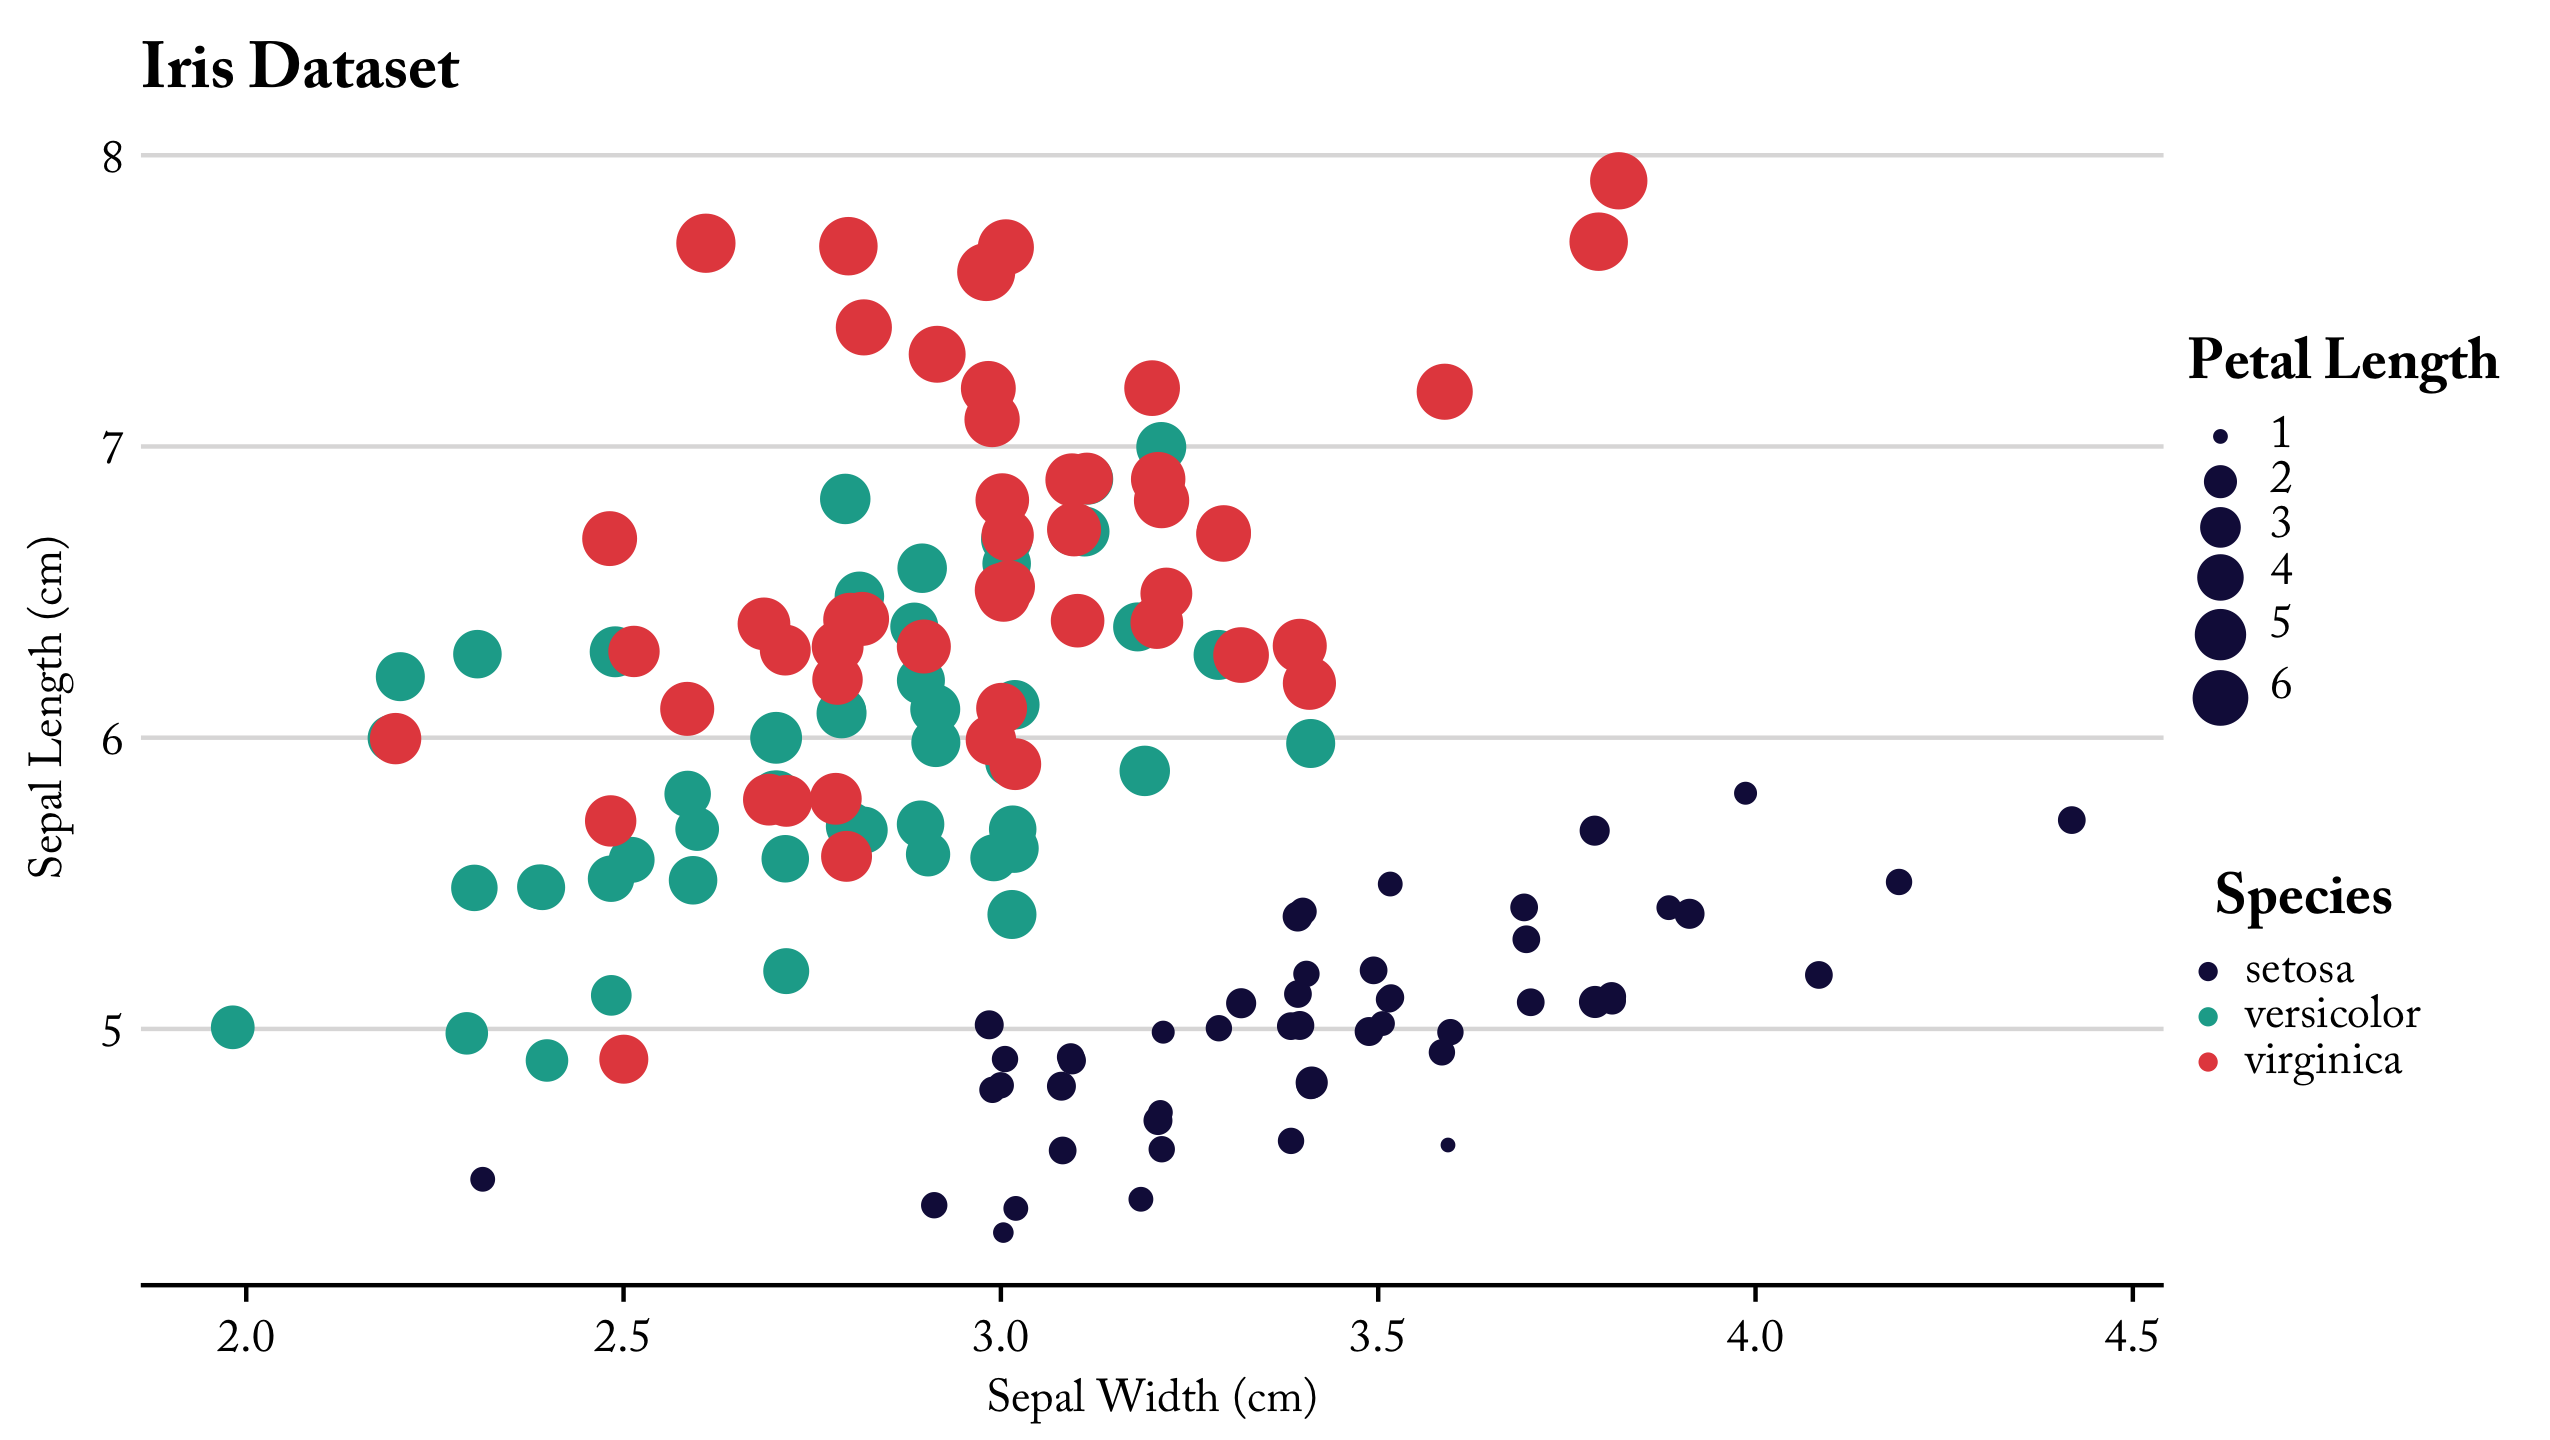 Iris Dataset
8
7
6
5
Sepal Length (cm)
2.0 2.5 3.0 3.5 4.0 4.5
Sepal Width (cm)
Petal Length
1
2
3
4
5
6
Species
setosa
versicolor
virginica